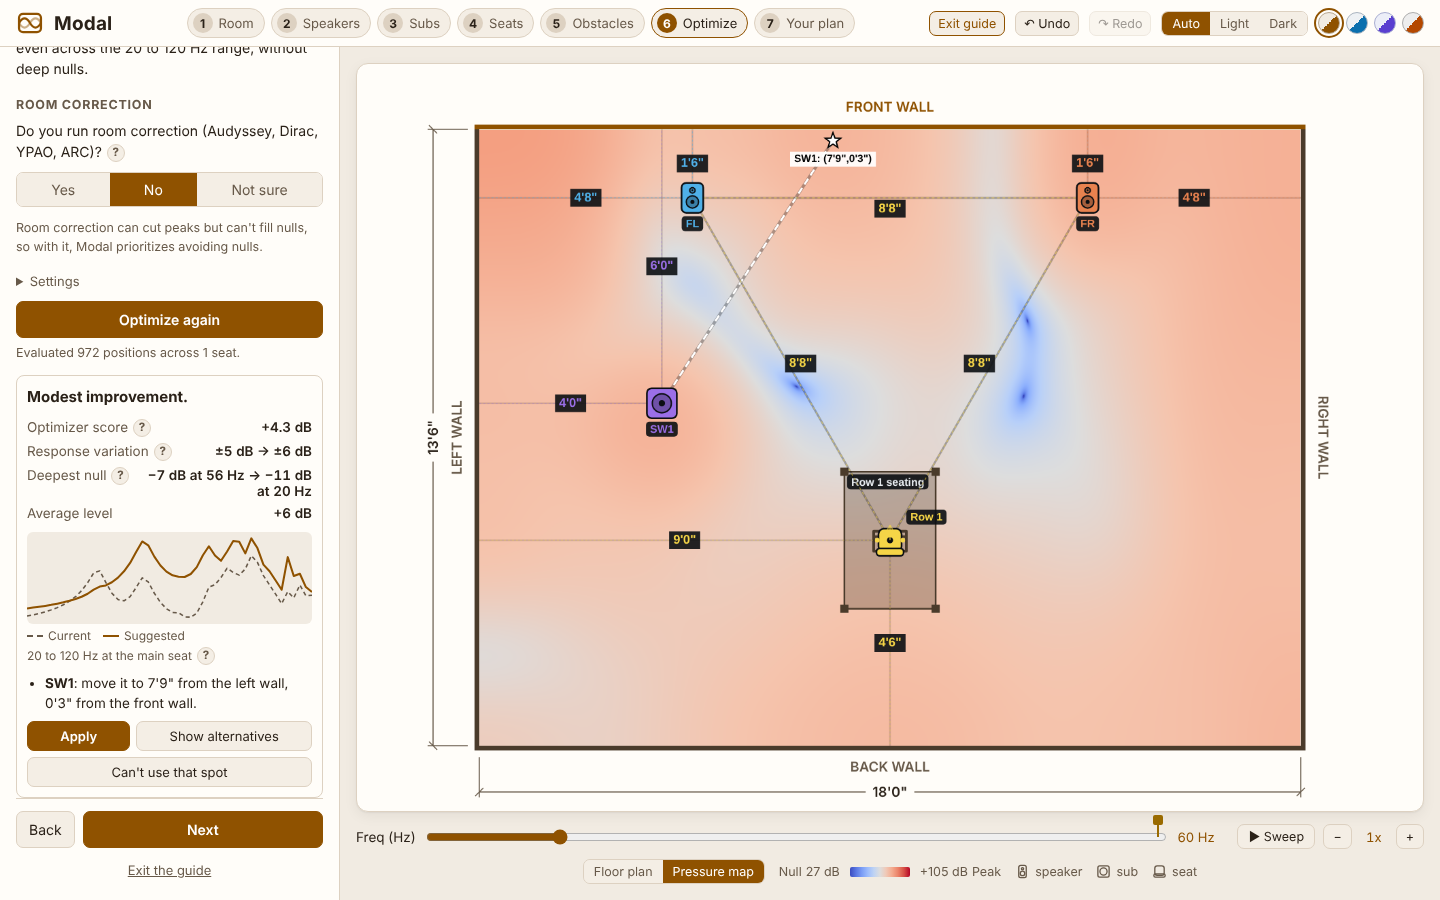 Modal
1 Room
2 Speakers
3 Subs
4 Seats
5 Obstacles
6 Optimize
7 Your plan
Exit guide
↶ Undo
↷ Redo
Auto
Light
Dark
even across the 20 to 120 Hz range, without
deep nulls.
ROOM CORRECTION
Do you run room correction (Audyssey, Dirac,
YPAO, ARC)? ?
Yes
No
Not sure
Room correction can cut peaks but can't fill nulls,
so with it, Modal prioritizes avoiding nulls.
▶ Settings
Optimize again
Evaluated 972 positions across 1 seat.
Modest improvement.
Optimizer score ? +4.3 dB
Response variation ? ±5 dB → ±6 dB
Deepest null ? −7 dB at 56 Hz → −11 dB
at 20 Hz
Average level +6 dB
Current
Suggested
20 to 120 Hz at the main seat ?
• SW1: move it to 7'9" from the left wall,
0'3" from the front wall.
Apply
Show alternatives
Can't use that spot
Back
Next
Exit the guide
FRONT WALL
SW1: (7'9",0'3")
1'6"
1'6"
4'8"
8'8"
4'8"
FL
FR
6'0"
8'8"
8'8"
4'0"
SW1
13'6"
LEFT WALL
RIGHT WALL
Row 1 seating
Row 1
9'0"
4'6"
BACK WALL
18'0"
Freq (Hz)
60 Hz
▶ Sweep
−
1x
+
Floor plan
Pressure map
Null 27 dB
+105 dB Peak
speaker
sub
seat